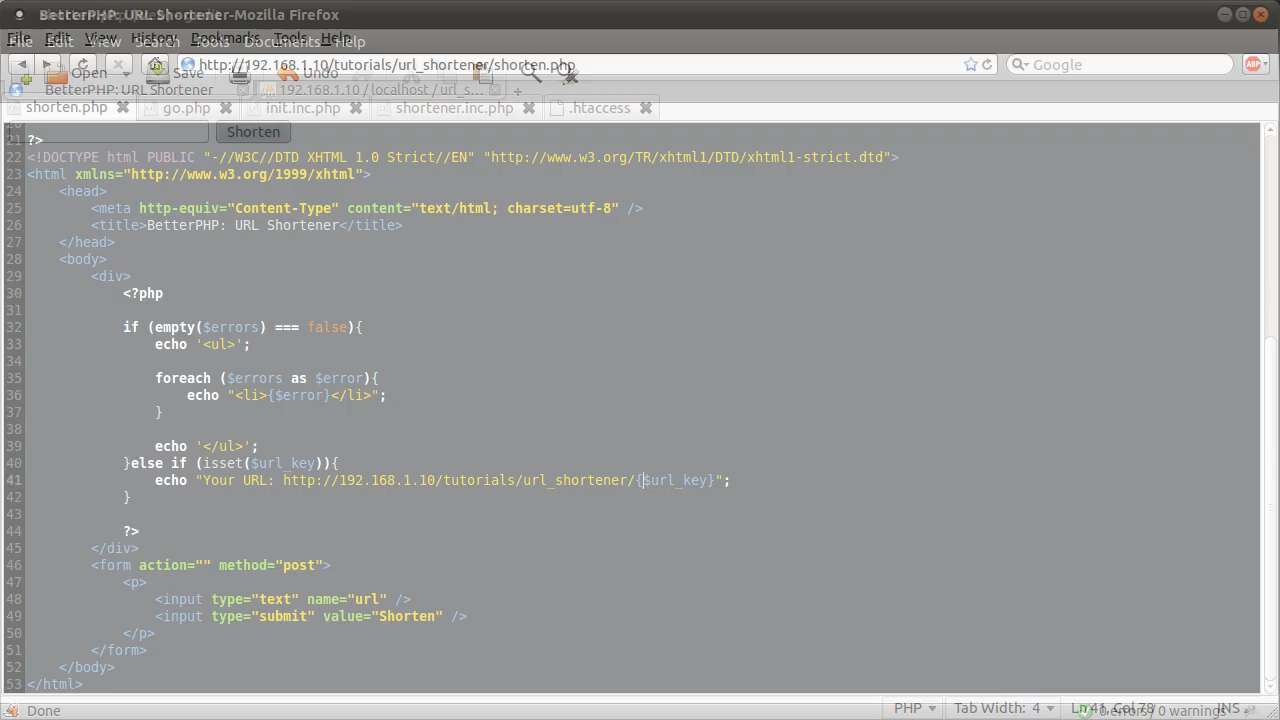 BetterPHP: URL Shortener-Mozilla Firefox
File Edit View History Bookmarks Tools Help
File Edit View Search Tools Documents Help
http://192.168.1.10/tutorials/url_shortener/shorten.php
Google
ABP
Open Save Undo
BetterPHP: URL Shortener 192.168.1.10 / localhost / url_s...
shorten.php go.php init.inc.php shortener.inc.php .htaccess
Shorten
20
21 ?>
22 <!DOCTYPE html PUBLIC "-//W3C//DTD XHTML 1.0 Strict//EN" "http://www.w3.org/TR/xhtml1/DTD/xhtml1-strict.dtd">
23 <html xmlns="http://www.w3.org/1999/xhtml">
24 <head>
25 <meta http-equiv="Content-Type" content="text/html; charset=utf-8" />
26 <title>BetterPHP: URL Shortener</title>
27 </head>
28 <body>
29 <div>
30 <?php
31
32 if (empty($errors) === false){
33 echo '<ul>';
34
35 foreach ($errors as $error){
36 echo "<li>{$error}</li>";
37 }
38
39 echo '</ul>';
40 }else if (isset($url_key)){
41 echo "Your URL: http://192.168.1.10/tutorials/url_shortener/{$url_key}";
42 }
43
44 ?>
45 </div>
46 <form action="" method="post">
47 <p>
48 <input type="text" name="url" />
49 <input type="submit" value="Shorten" />
50 </p>
51 </form>
52 </body>
53 </html>
Done PHP Tab Width: 4 Ln 41, Col 78 INS
0 errors / 0 warnings